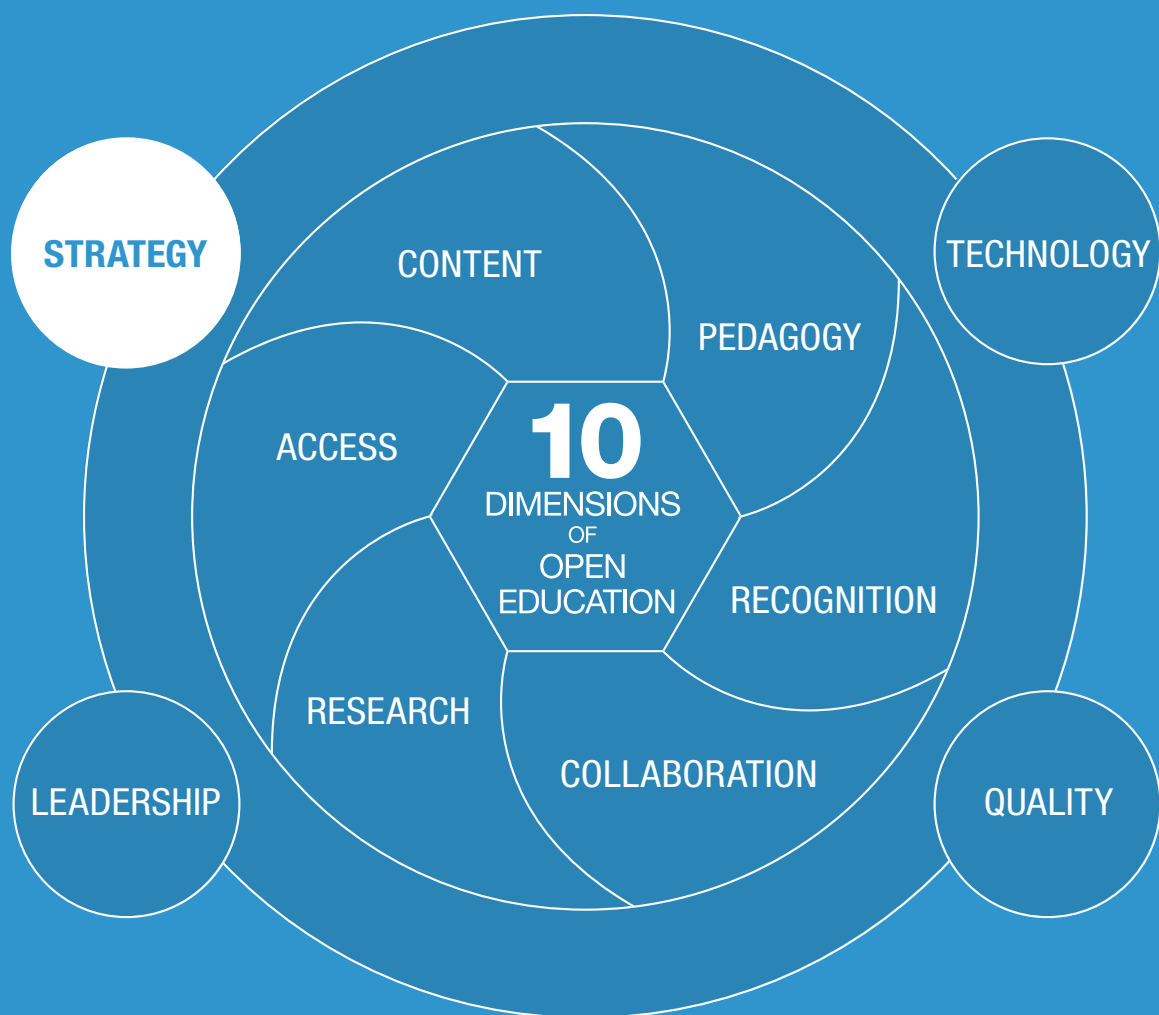 STRATEGY
TECHNOLOGY
CONTENT
PEDAGOGY
ACCESS
10
DIMENSIONS
OF
OPEN
EDUCATION
RECOGNITION
RESEARCH
COLLABORATION
LEADERSHIP
QUALITY